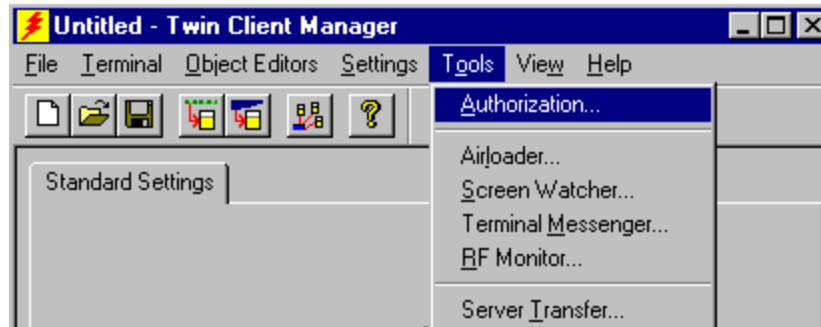 Untitled - Twin Client Manager
File Terminal Object Editors Settings Tools View Help
Authorization...
Airloader...
Standard Settings
Screen Watcher...
Terminal Messenger...
RF Monitor...
Server Transfer...